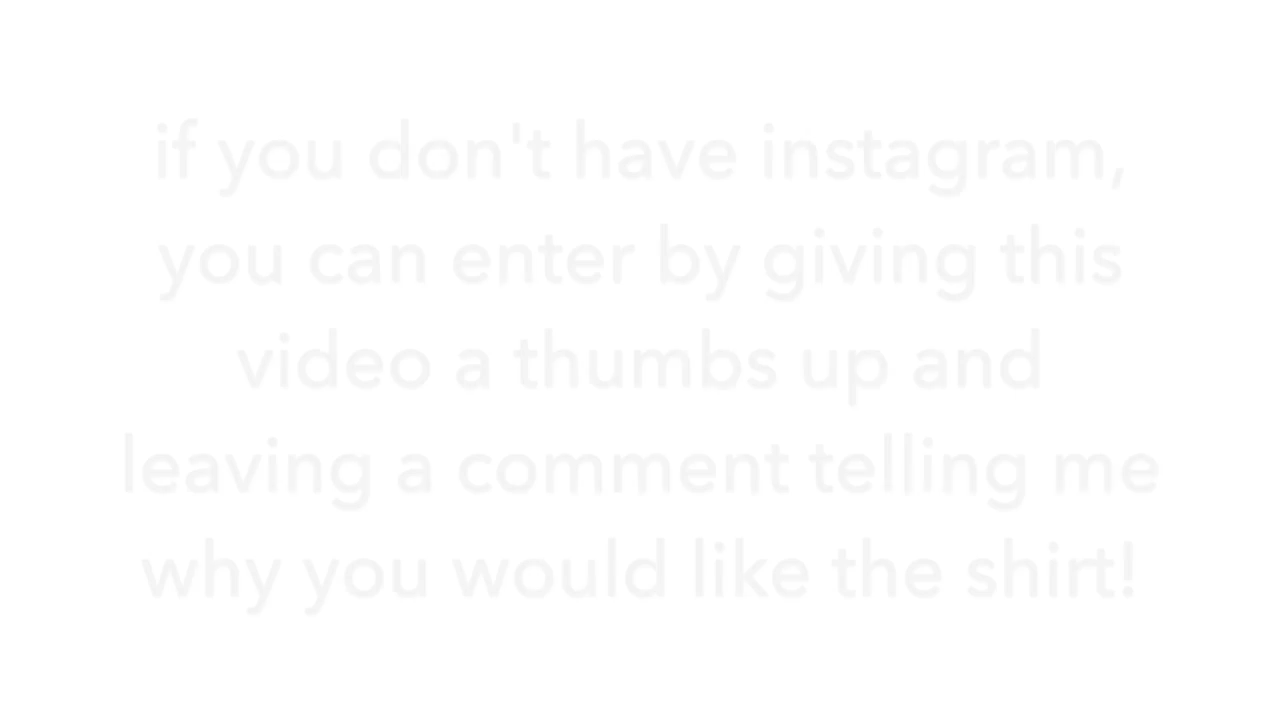 if you don't have instagram,
you can enter by giving this
video a thumbs up and
leaving a comment telling me
why you would like the shirt!